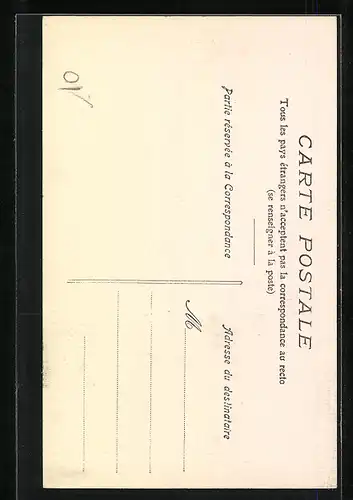 CARTE POSTALE
Tous les pays étrangers n'acceptent pas la correspondance au recto
(se renseigner à la poste)
Partie réservée à la Correspondance
Adresse du destinataire
M